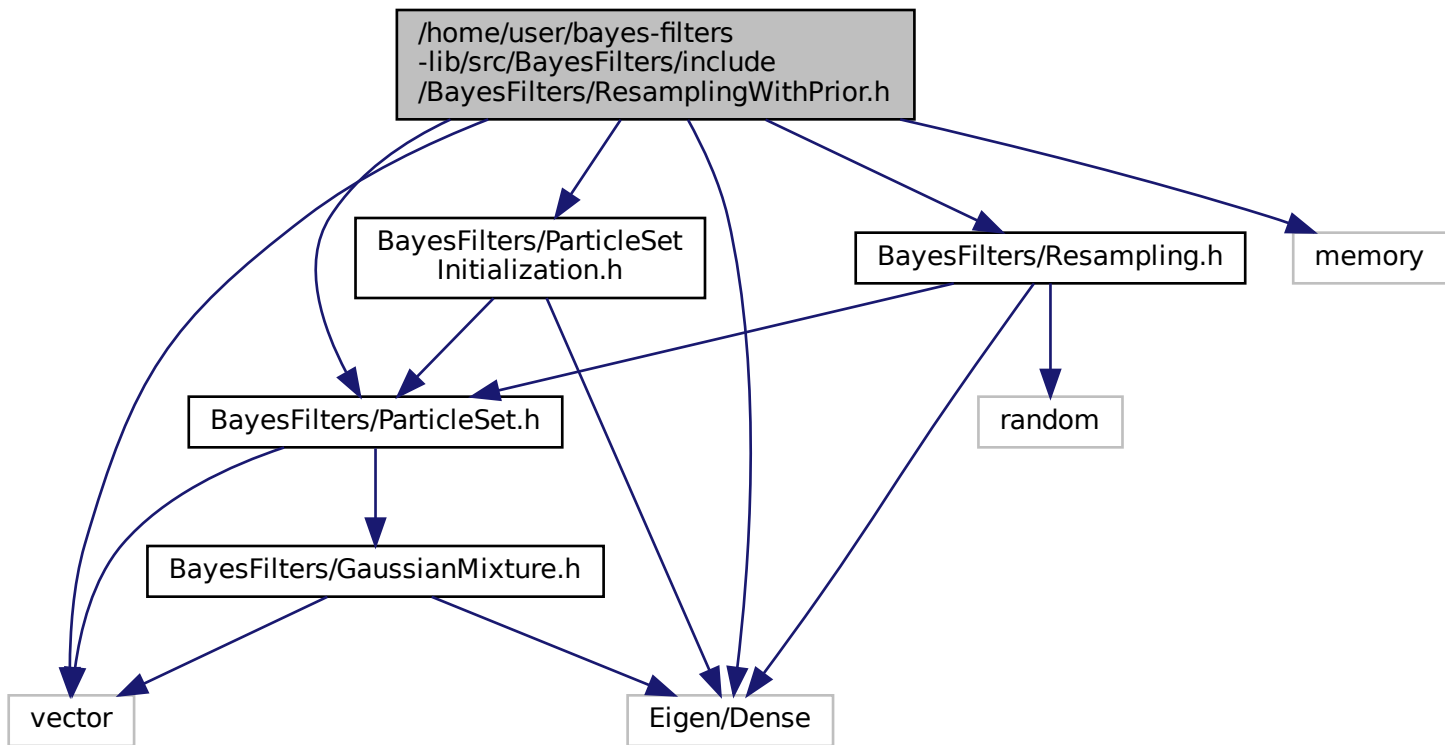 /home/user/bayes-filters
-lib/src/BayesFilters/include
/BayesFilters/ResamplingWithPrior.h
BayesFilters/ParticleSet
Initialization.h
BayesFilters/Resampling.h
memory
BayesFilters/ParticleSet.h
random
BayesFilters/GaussianMixture.h
vector
Eigen/Dense